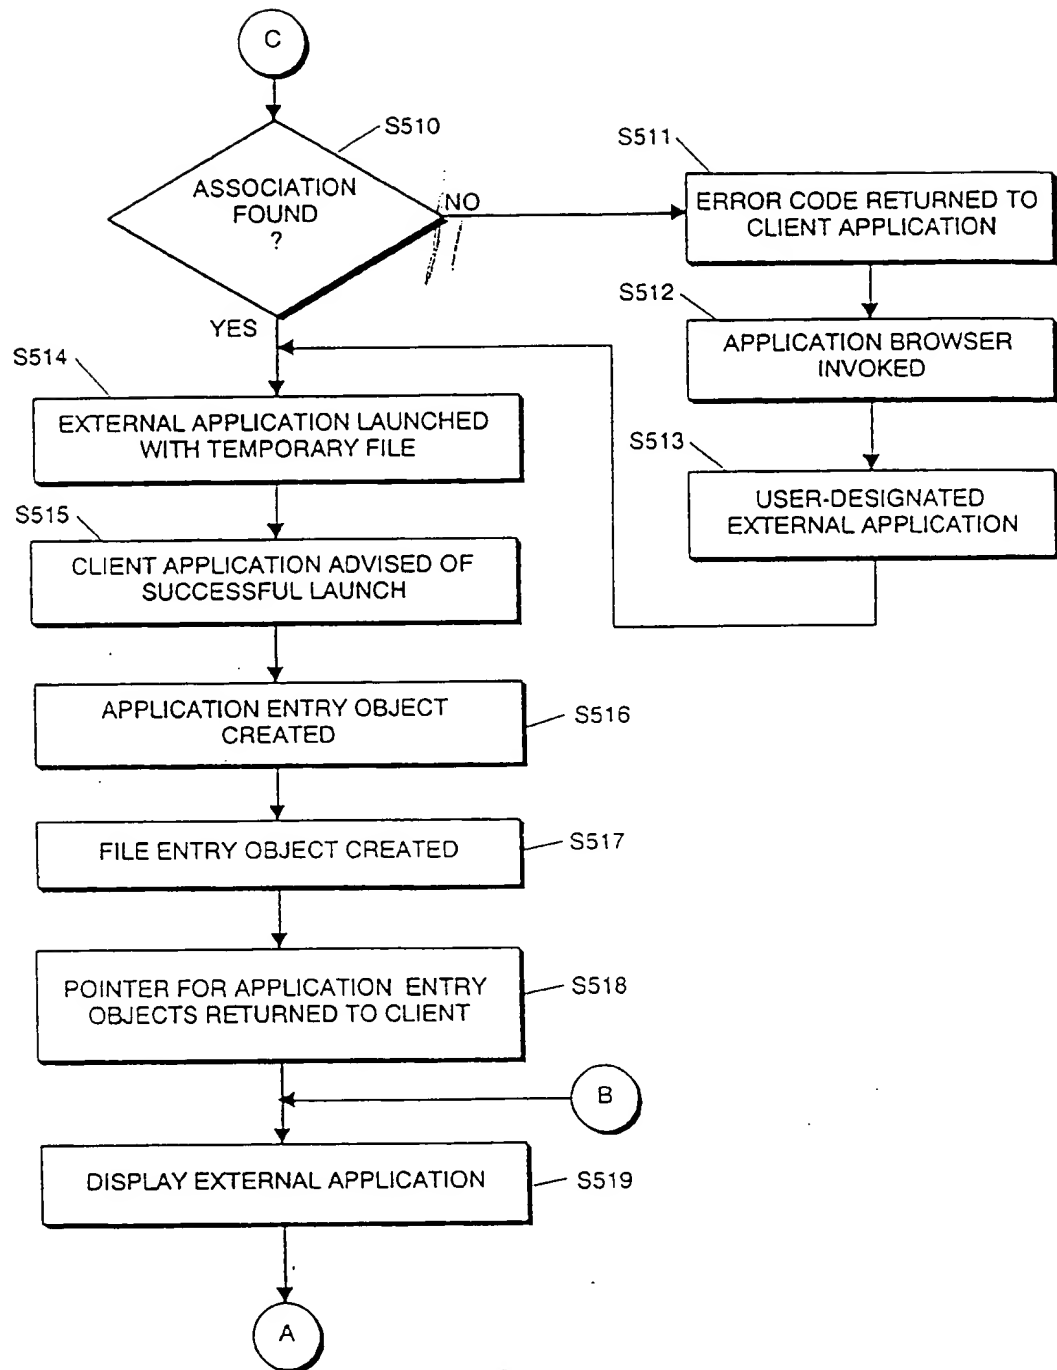 C
S510
ASSOCIATION
FOUND
?
NO
YES
S511
ERROR CODE RETURNED TO
CLIENT APPLICATION
S512
APPLICATION BROWSER
INVOKED
S513
USER-DESIGNATED
EXTERNAL APPLICATION
S514
EXTERNAL APPLICATION LAUNCHED
WITH TEMPORARY FILE
S515
CLIENT APPLICATION ADVISED OF
SUCCESSFUL LAUNCH
APPLICATION ENTRY OBJECT
CREATED
S516
FILE ENTRY OBJECT CREATED
S517
POINTER FOR APPLICATION ENTRY
OBJECTS RETURNED TO CLIENT
S518
B
DISPLAY EXTERNAL APPLICATION
S519
A